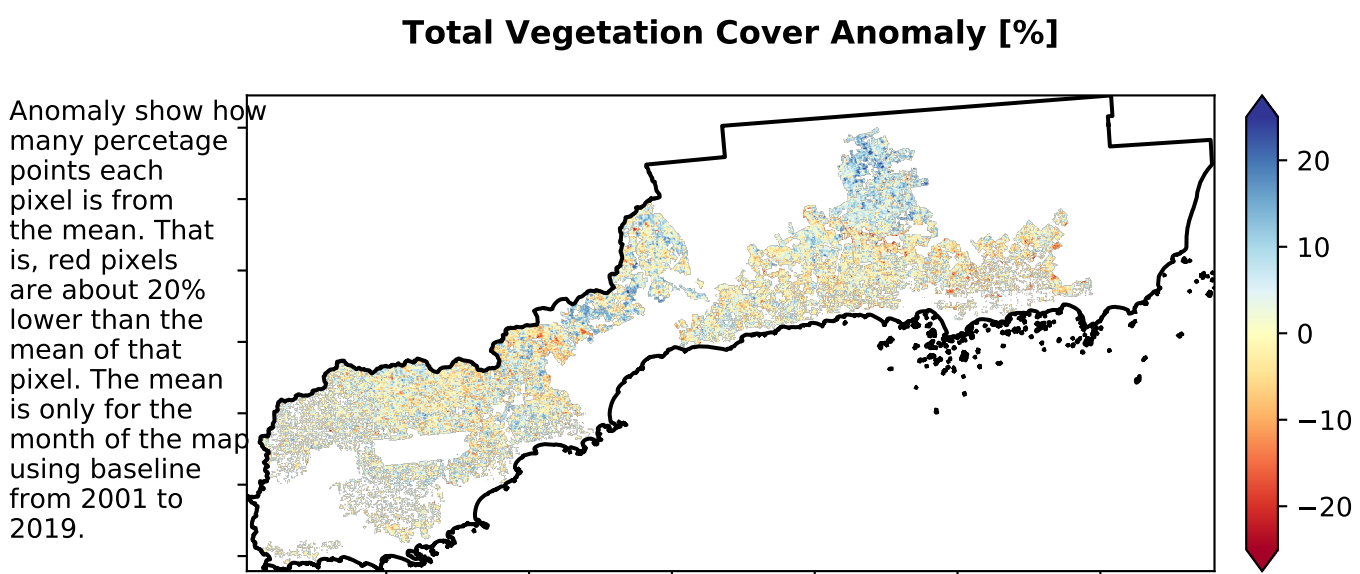 Total Vegetation Cover Anomaly [%]
Anomaly show how
many percetage
points each
pixel is from
the mean. That
is, red pixels
are about 20%
lower than the
mean of that
pixel. The mean
is only for the
month of the map
using baseline
from 2001 to
2019.
20
10
0
−10
−20